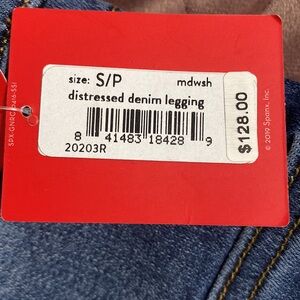 size: S/P mdwsh
distressed denim legging
8 41483 18428 9
20203R
$128.00
© 2019 Spanx, Inc.